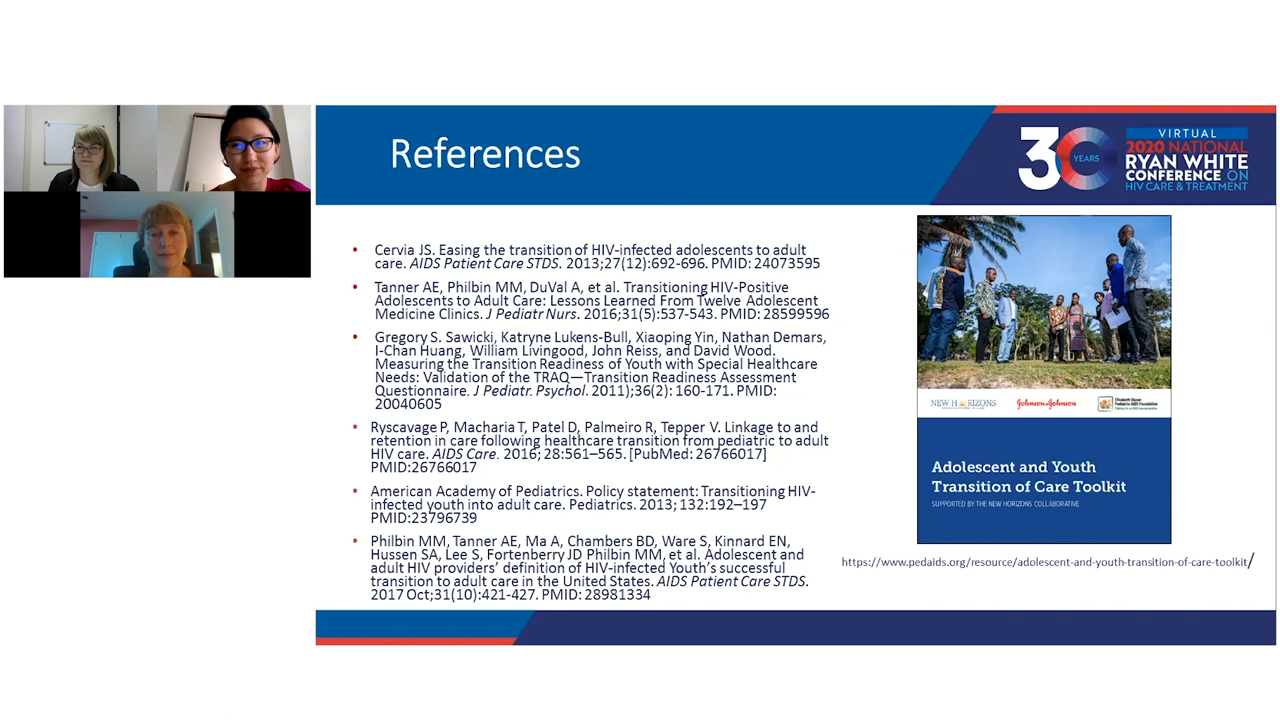 References
30 YEARS
VIRTUAL
2020 NATIONAL
RYAN WHITE
CONFERENCE ON
HIV CARE & TREATMENT
• Cervia JS. Easing the transition of HIV-infected adolescents to adult
care. AIDS Patient Care STDS. 2013;27(12):692-696. PMID: 24073595
• Tanner AE, Philbin MM, DuVal A, et al. Transitioning HIV-Positive
Adolescents to Adult Care: Lessons Learned From Twelve Adolescent
Medicine Clinics. J Pediatr Nurs. 2016;31(5):537-543. PMID: 28599596
• Gregory S. Sawicki, Katryne Lukens-Bull, Xiaoping Yin, Nathan Demars,
I-Chan Huang, William Livingood, John Reiss, and David Wood.
Measuring the Transition Readiness of Youth with Special Healthcare
Needs: Validation of the TRAQ—Transition Readiness Assessment
Questionnaire. J Pediatr. Psychol. 2011);36(2): 160-171. PMID:
20040605
• Ryscavage P, Macharia T, Patel D, Palmeiro R, Tepper V. Linkage to and
retention in care following healthcare transition from pediatric to adult
HIV care. AIDS Care. 2016; 28:561–565. [PubMed: 26766017]
PMID:26766017
• American Academy of Pediatrics. Policy statement: Transitioning HIV-
infected youth into adult care. Pediatrics. 2013; 132:192–197
PMID:23796739
• Philbin MM, Tanner AE, Ma A, Chambers BD, Ware S, Kinnard EN,
Hussen SA, Lee S, Fortenberry JD Philbin MM, et al. Adolescent and
adult HIV providers’ definition of HIV-infected Youth’s successful
transition to adult care in the United States. AIDS Patient Care STDS.
2017 Oct;31(10):421-427. PMID: 28981334
NEW HORIZONS
Johnson & Johnson
Elizabeth Glaser
Pediatric AIDS Foundation
Adolescent and Youth
Transition of Care Toolkit
SUPPORTED BY THE NEW HORIZONS COLLABORATIVE
https://www.pedaids.org/resource/adolescent-and-youth-transition-of-care-toolkit/